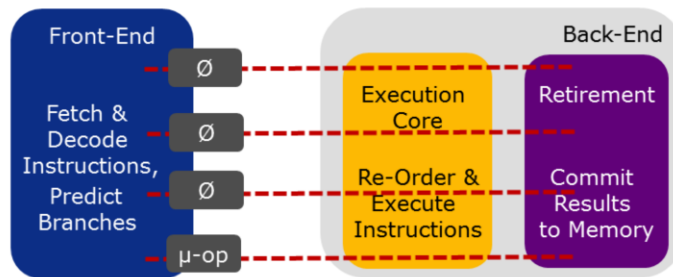 Front-End
Back-End
Ø
Execution
Core
Retirement
Fetch &
Decode
Instructions,
Predict
Branches
Ø
Ø
Re-Order &
Execute
Instructions
Commit
Results
to Memory
μ-op